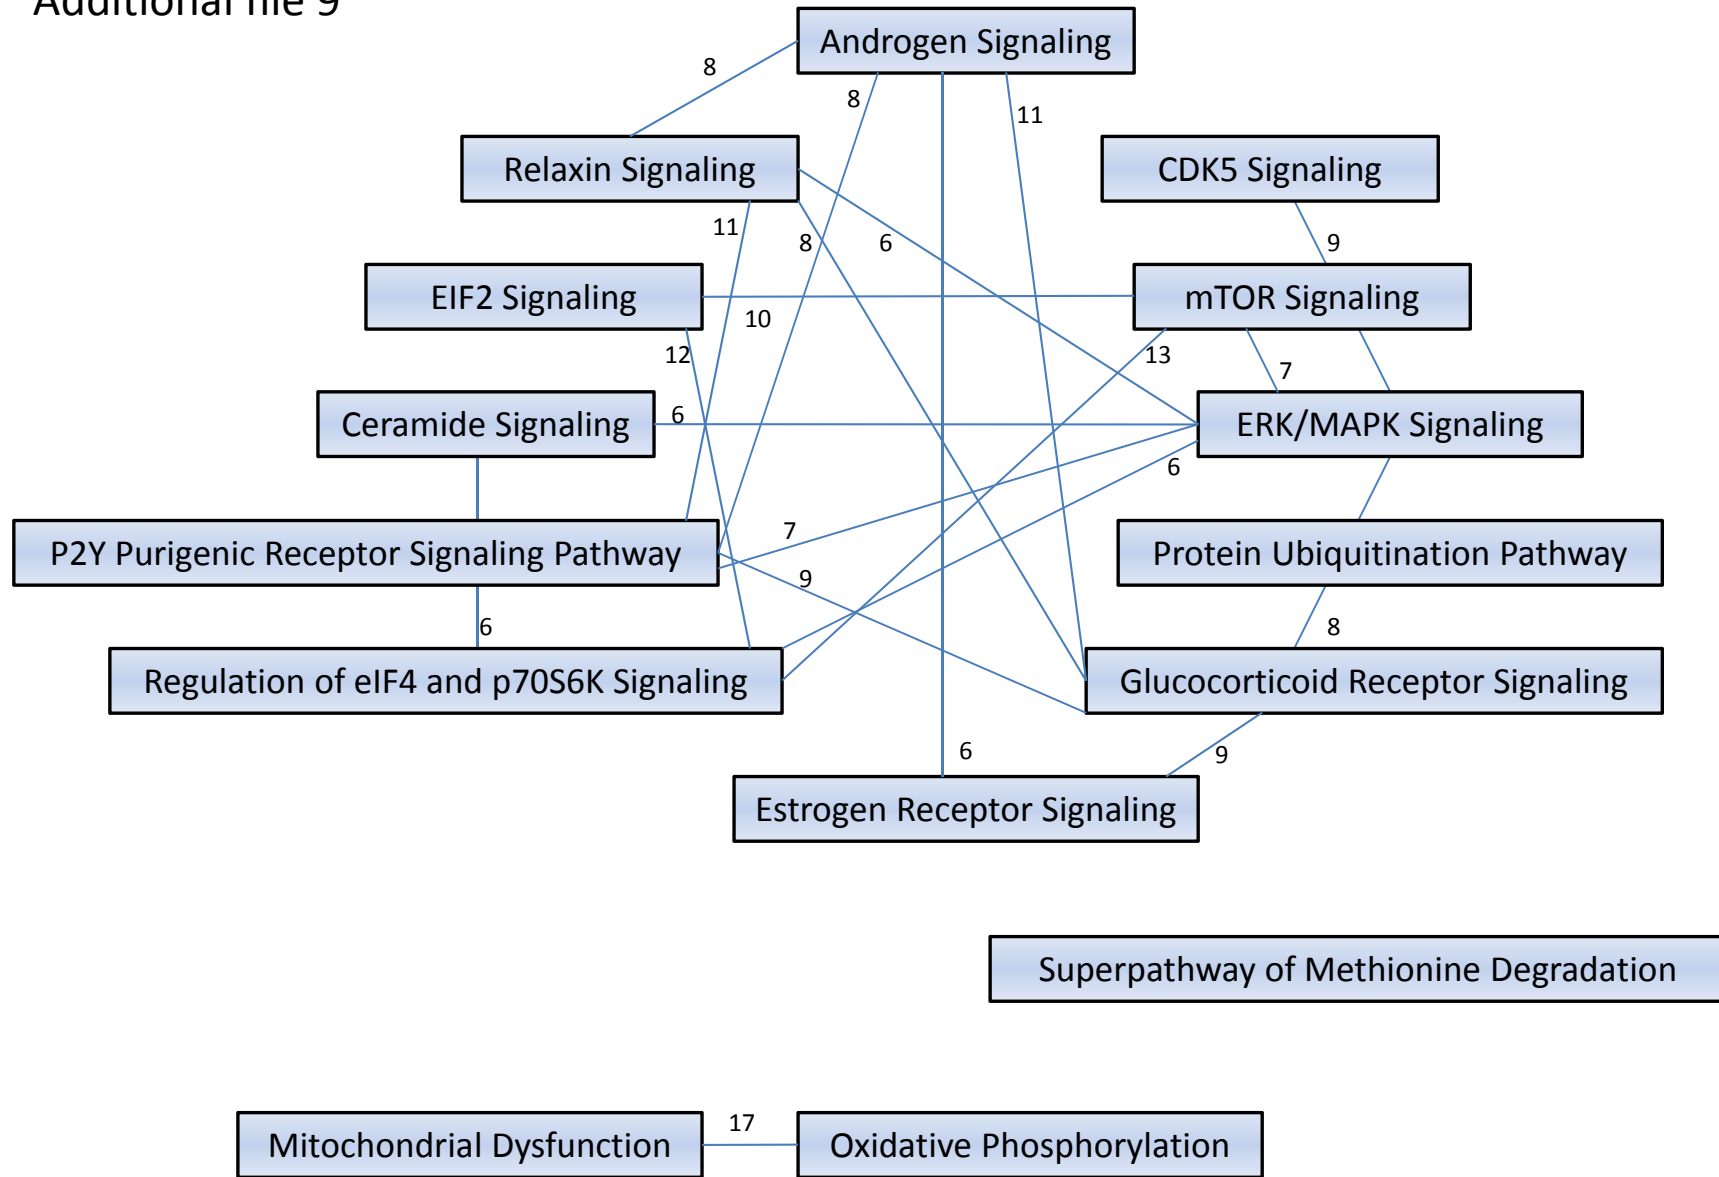 Additional file 9
Androgen Signaling
8
8
11
Relaxin Signaling
CDK5 Signaling
11
8
6
9
EIF2 Signaling
mTOR Signaling
10
12
13
7
Ceramide Signaling
6
ERK/MAPK Signaling
6
P2Y Purigenic Receptor Signaling Pathway
7
Protein Ubiquitination Pathway
9
6
8
Regulation of eIF4 and p70S6K Signaling
Glucocorticoid Receptor Signaling
6
9
Estrogen Receptor Signaling
Superpathway of Methionine Degradation
Mitochondrial Dysfunction
17
Oxidative Phosphorylation